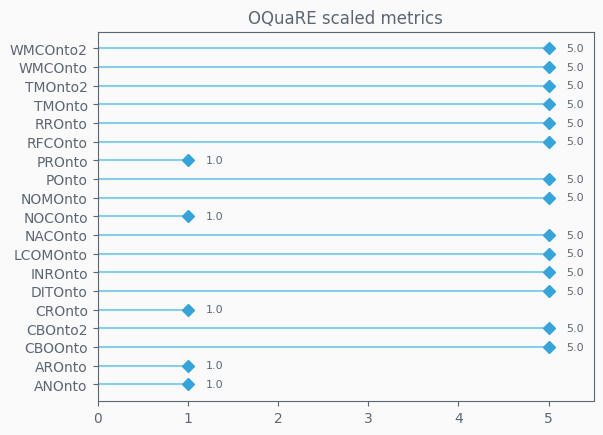 OQuaRE scaled metrics
WMCOnto2 5.0
WMCOnto 5.0
TMOnto2 5.0
TMOnto 5.0
RROnto 5.0
RFCOnto 5.0
PROnto 1.0
POnto 5.0
NOMOnto 5.0
NOCOnto 1.0
NACOnto 5.0
LCOMOnto 5.0
INROnto 5.0
DITOnto 5.0
CROnto 1.0
CBOnto2 5.0
CBOOnto 5.0
AROnto 1.0
ANOnto 1.0
0 1 2 3 4 5